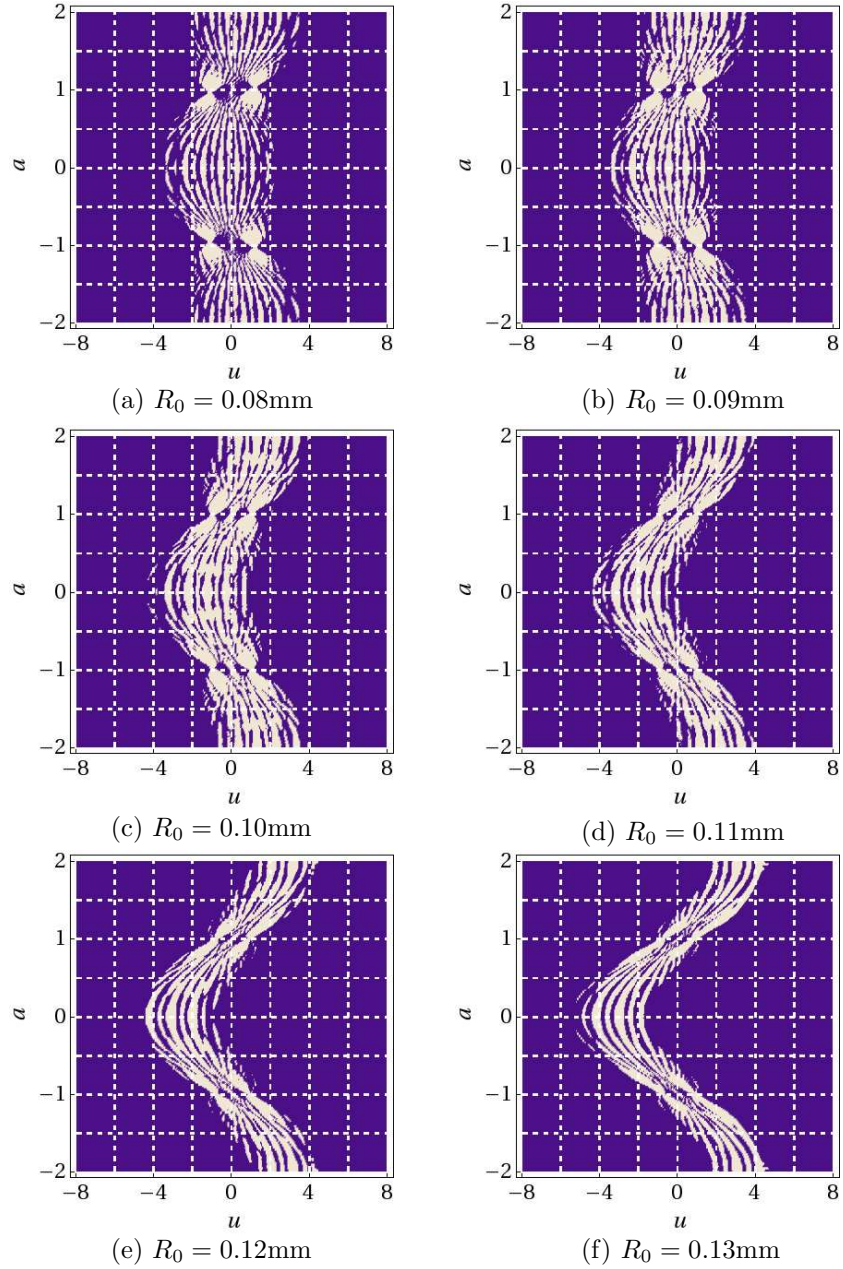 2
2
1
1
a
0
a
0
−1
−1
−2
−2
−8 −4 0 4 8
−8 −4 0 4 8
u
u
(a) R₀ = 0.08mm
(b) R₀ = 0.09mm
2
2
1
1
a
0
a
0
−1
−1
−2
−2
−8 −4 0 4 8
−8 −4 0 4 8
u
u
(c) R₀ = 0.10mm
(d) R₀ = 0.11mm
2
2
1
1
a
0
a
0
−1
−1
−2
−2
−8 −4 0 4 8
−8 −4 0 4 8
u
u
(e) R₀ = 0.12mm
(f) R₀ = 0.13mm